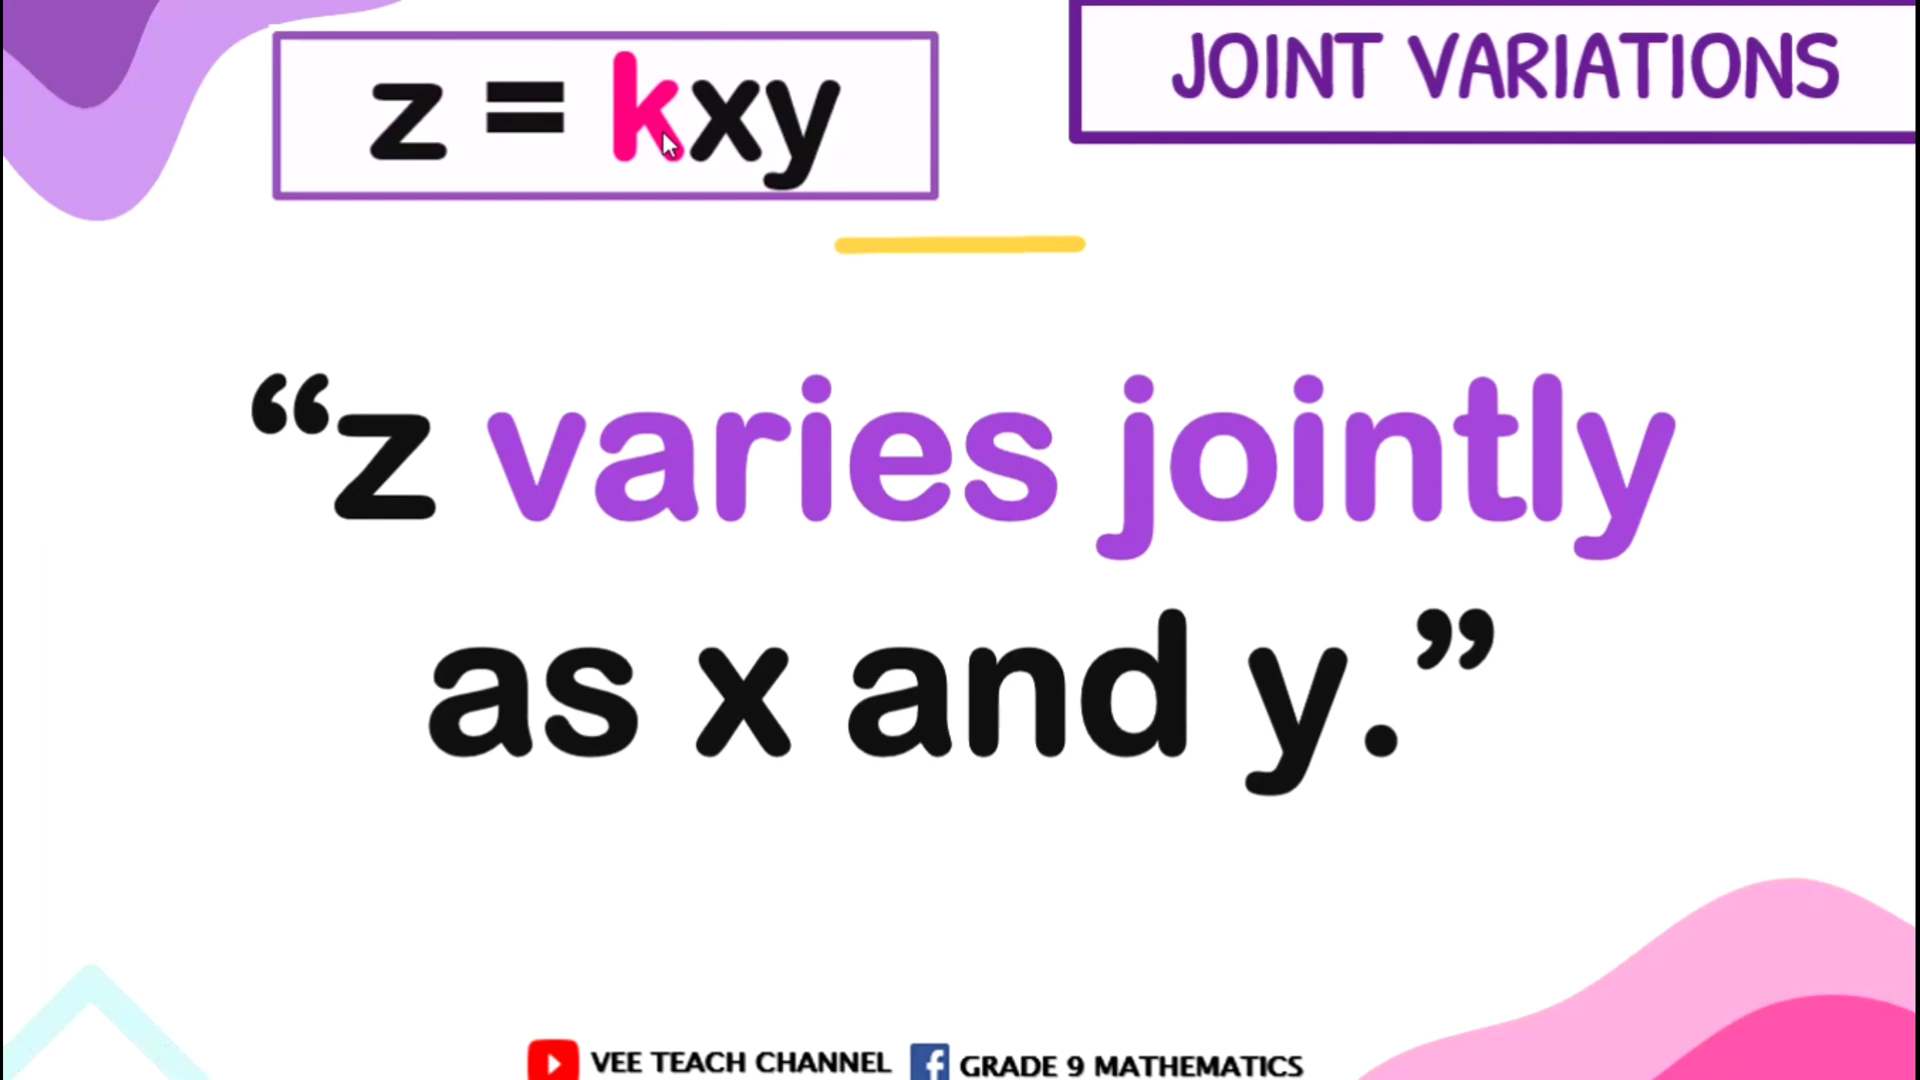 z = kxy
JOINT VARIATIONS
“z varies jointly
as x and y.”
VEE TEACH CHANNEL GRADE 9 MATHEMATICS